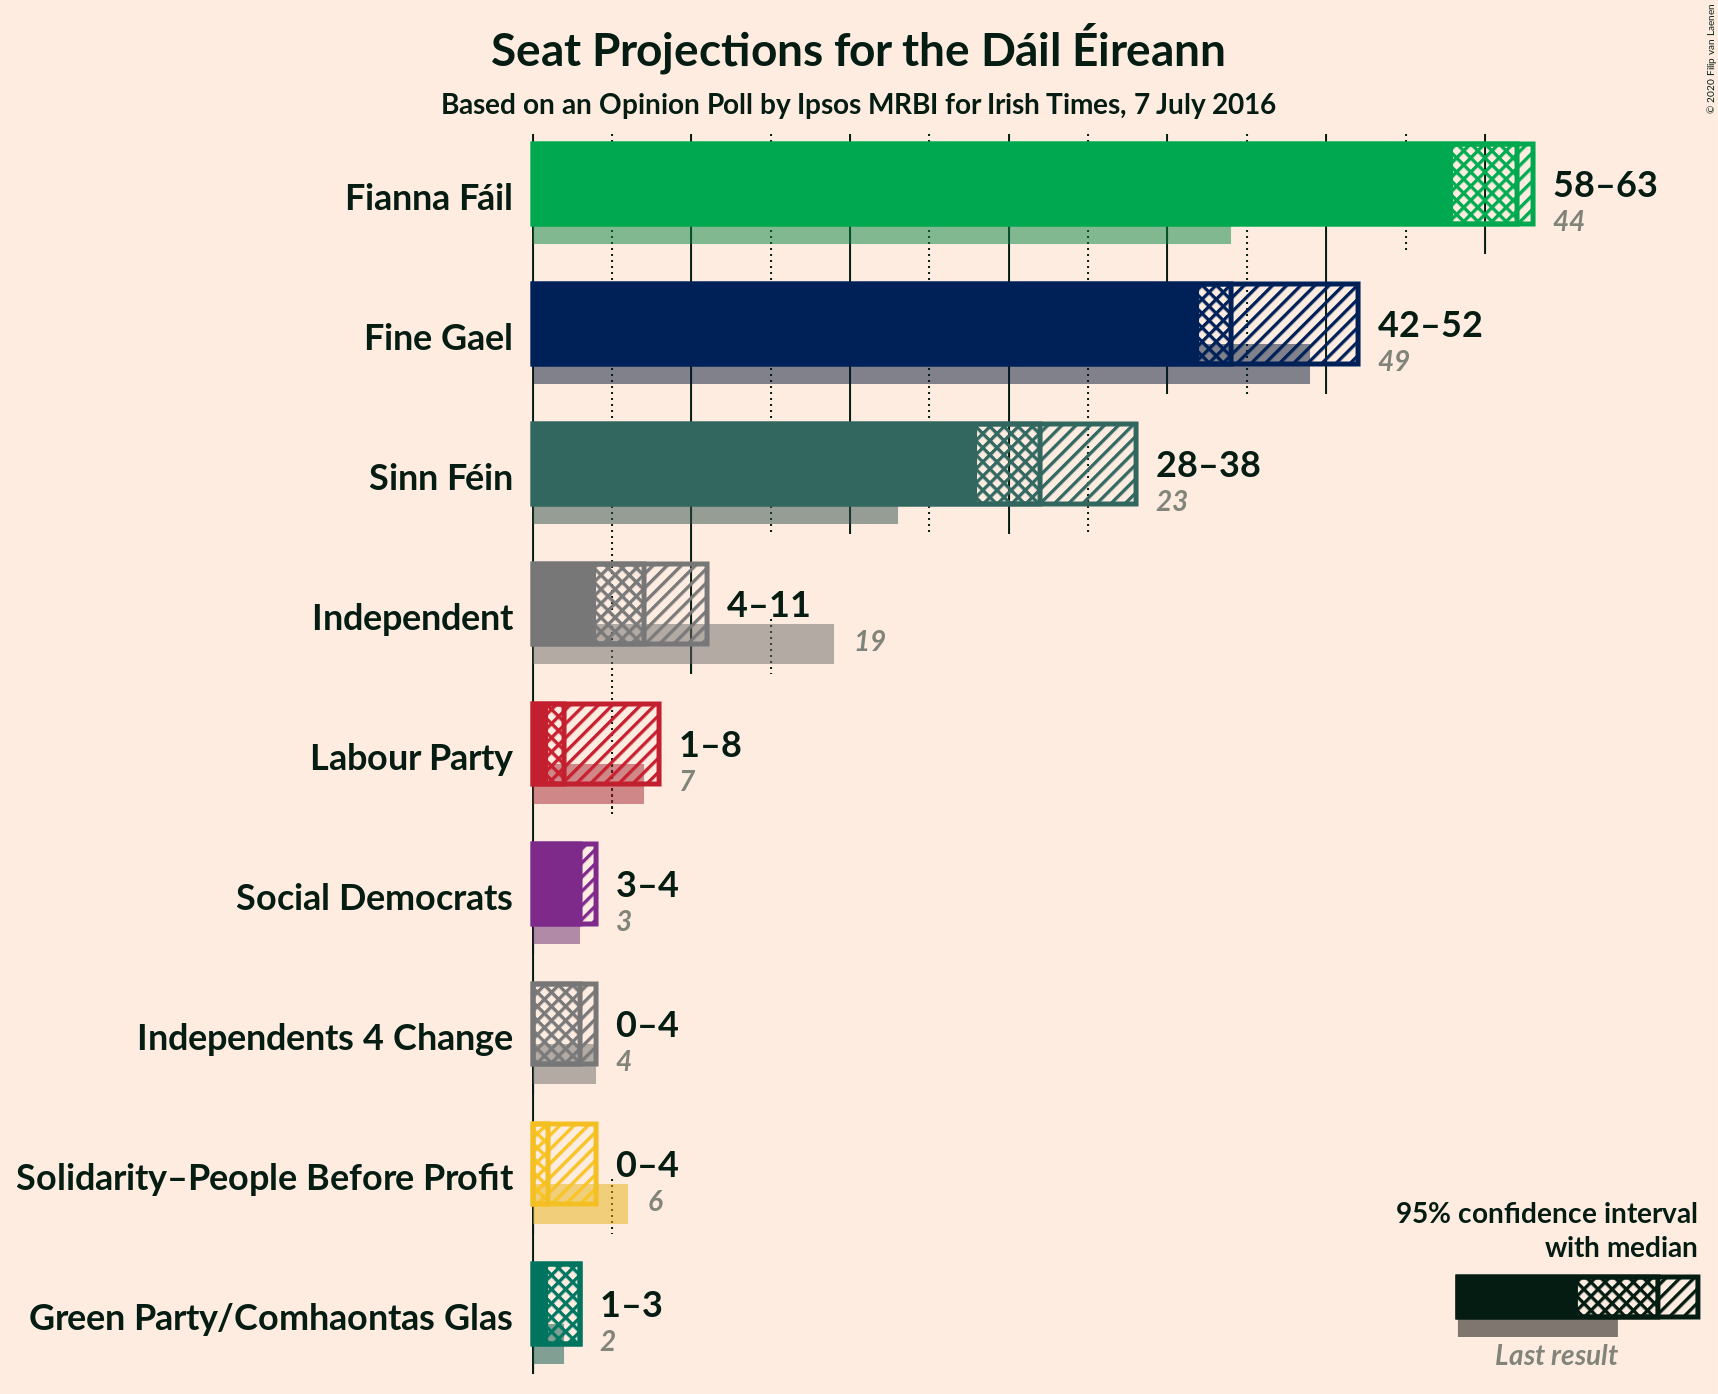 Seat Projections for the Dáil Éireann
Based on an Opinion Poll by Ipsos MRBI for Irish Times, 7 July 2016
© 2020 Filip van Laenen
Fianna Fáil
58–63
44
Fine Gael
42–52
49
Sinn Féin
28–38
23
Independent
4–11
19
Labour Party
1–8
7
Social Democrats
3–4
3
Independents 4 Change
0–4
4
Solidarity–People Before Profit
0–4
6
Green Party/Comhaontas Glas
1–3
2
95% confidence interval
with median
Last result